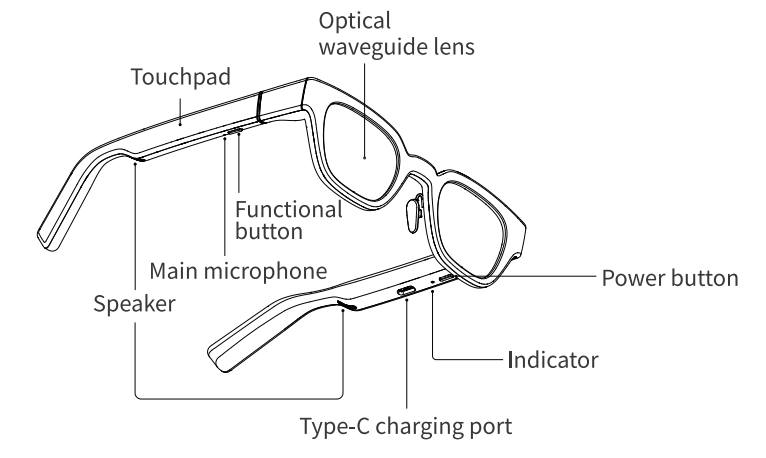 Optical
waveguide lens
Touchpad
Functional
button
Main microphone
Speaker
Power button
Indicator
Type-C charging port